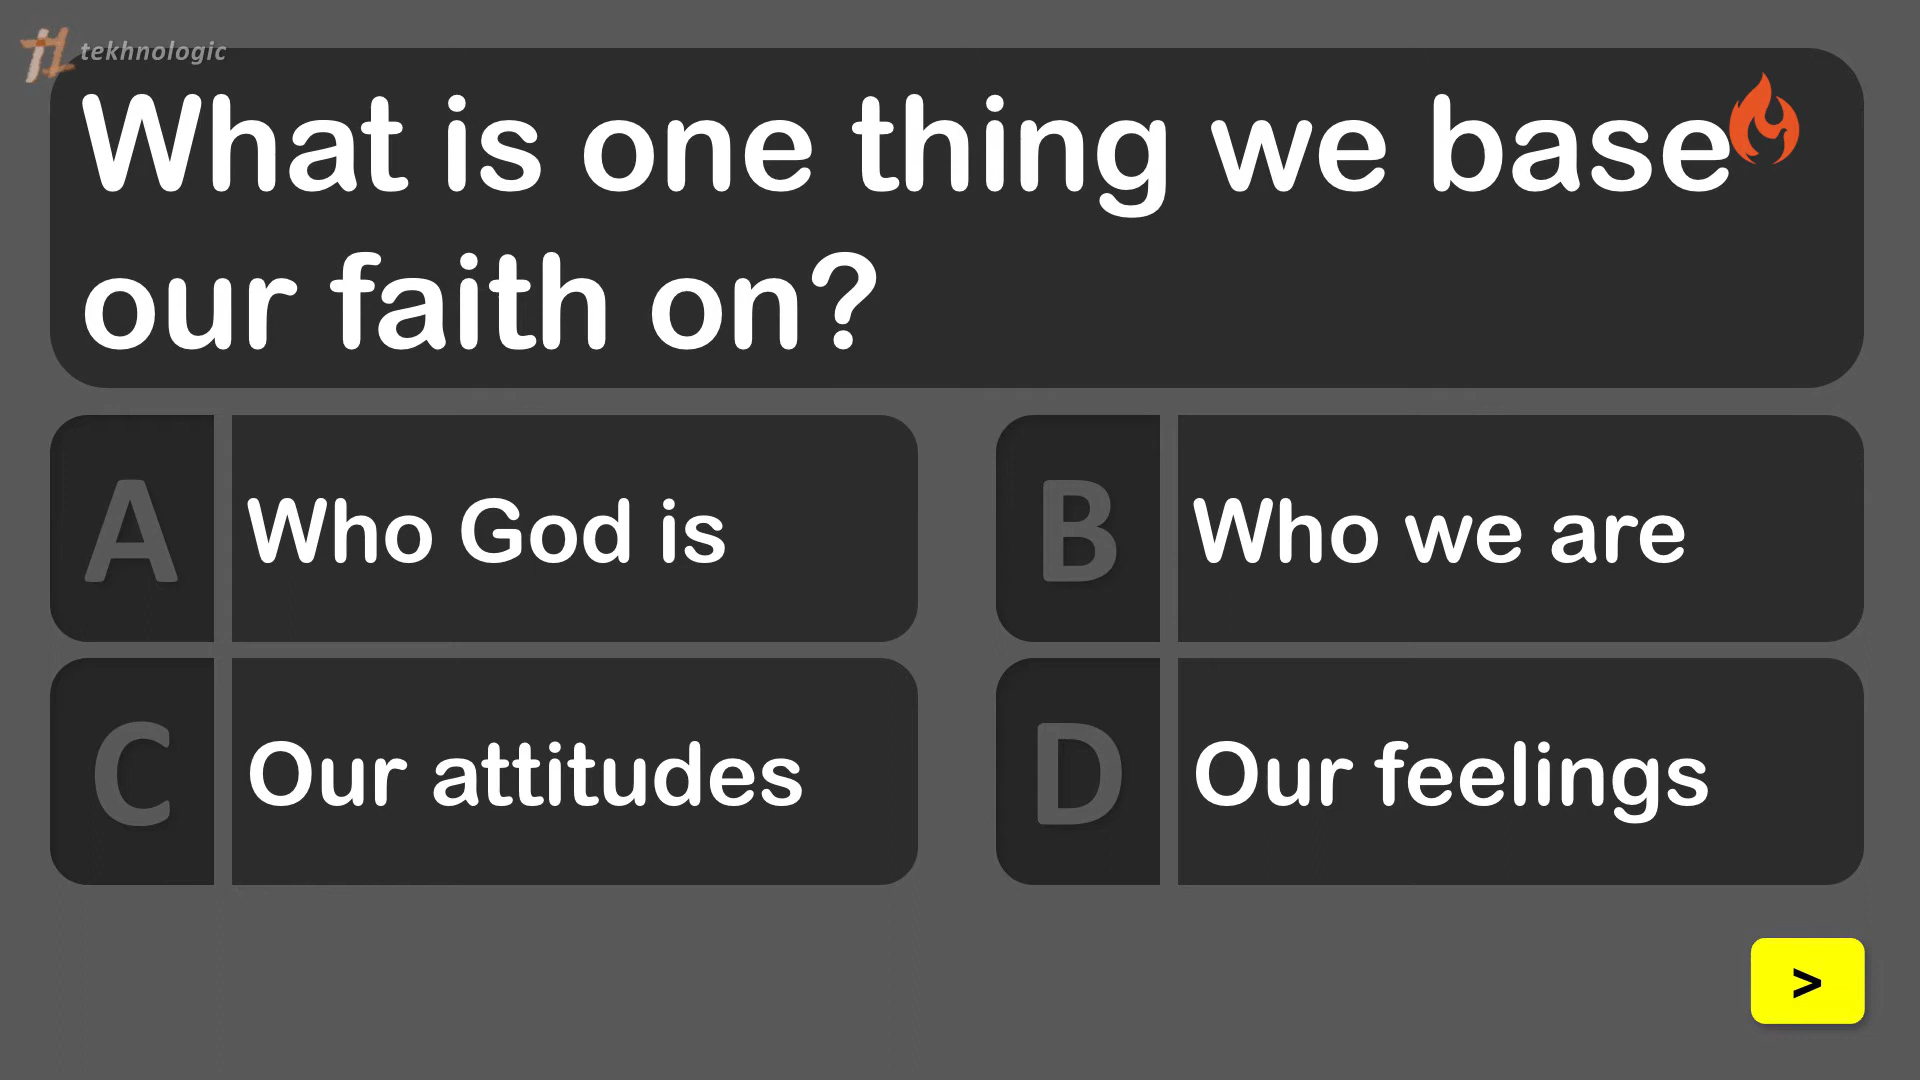 tekhnologic
What is one thing we base
our faith on?
A
Who God is
B
Who we are
C
Our attitudes
D
Our feelings
>